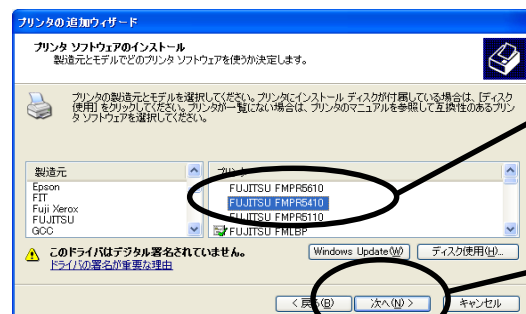 プリンタの追加ウィザード
プリンタ ソフトウェアのインストール
製造元とモデルでどのプリンタ ソフトウェアを使うか決定します。
プリンタの製造元とモデルを選択してください。プリンタにインストール ディスクが付属している場合は、[ディスク
使用] をクリックしてください。プリンタが一覧にない場合は、プリンタのマニュアルを参照して互換性のあるプリン
タ ソフトウェアを選択してください。
製造元
Epson
FIT
Fuji Xerox
FUJITSU
GCC
プリンタ
FUJITSU FMPR5610
FUJITSU FMPR5410
FUJITSU FMPR5110
FUJITSU FMLBP
このドライバはデジタル署名されていません。
ドライバの署名が重要な理由
Windows Update(W)
ディスク使用(H)...
< 戻る(B)
次へ(N) >
キャンセル